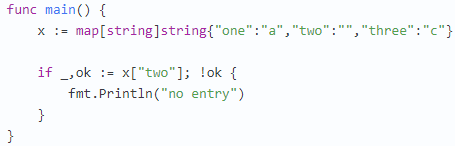 func main() {
x := map[string]string{"one":"a","two":"","three":"c"}
if _,ok := x["two"]; !ok {
fmt.Println("no entry")
}
}